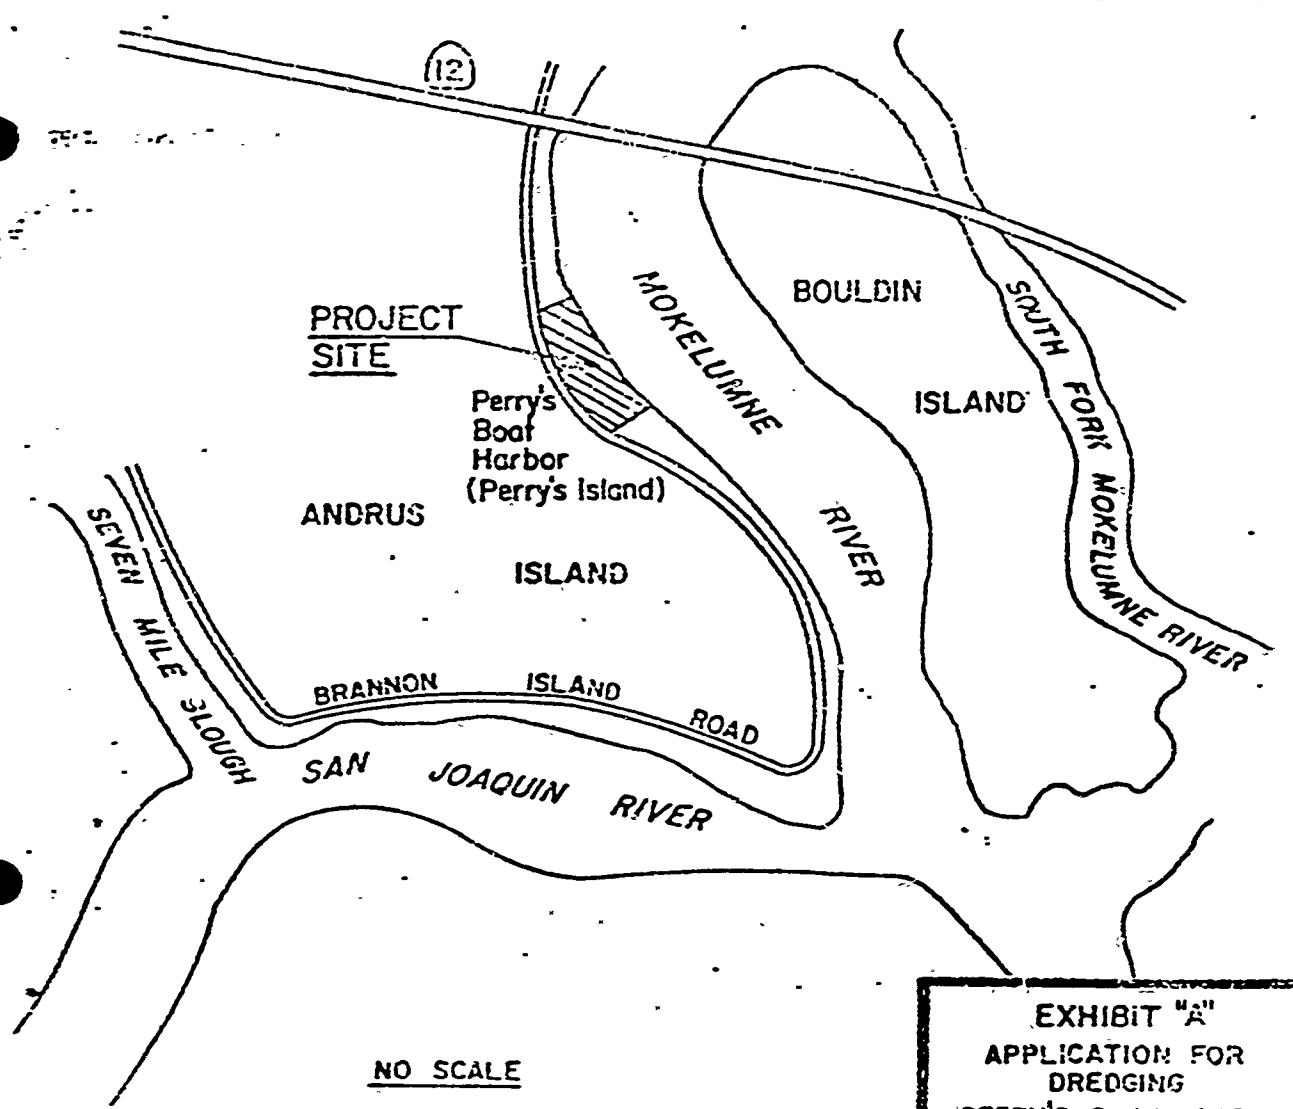 12
PROJECT
SITE
Perry's
Boat
Harbor
(Perry's Island)
MOKELUMNE
RIVER
BOULDIN
ISLAND
SOUTH FORK MOKELUMNE RIVER
ANDRUS
ISLAND
SEVEN MILE SLOUGH
BRANNON ISLAND ROAD
SAN JOAQUIN RIVER
NO SCALE
EXHIBIT "A"
APPLICATION FOR
DREDGING